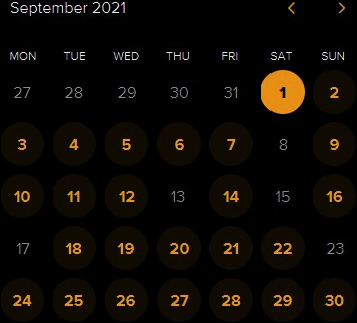 September 2021
MON TUE WED THU FRI SAT SUN
27 28 29 30 31 1 2
3 4 5 6 7 8 9
10 11 12 13 14 15 16
17 18 19 20 21 22 23
24 25 26 27 28 29 30